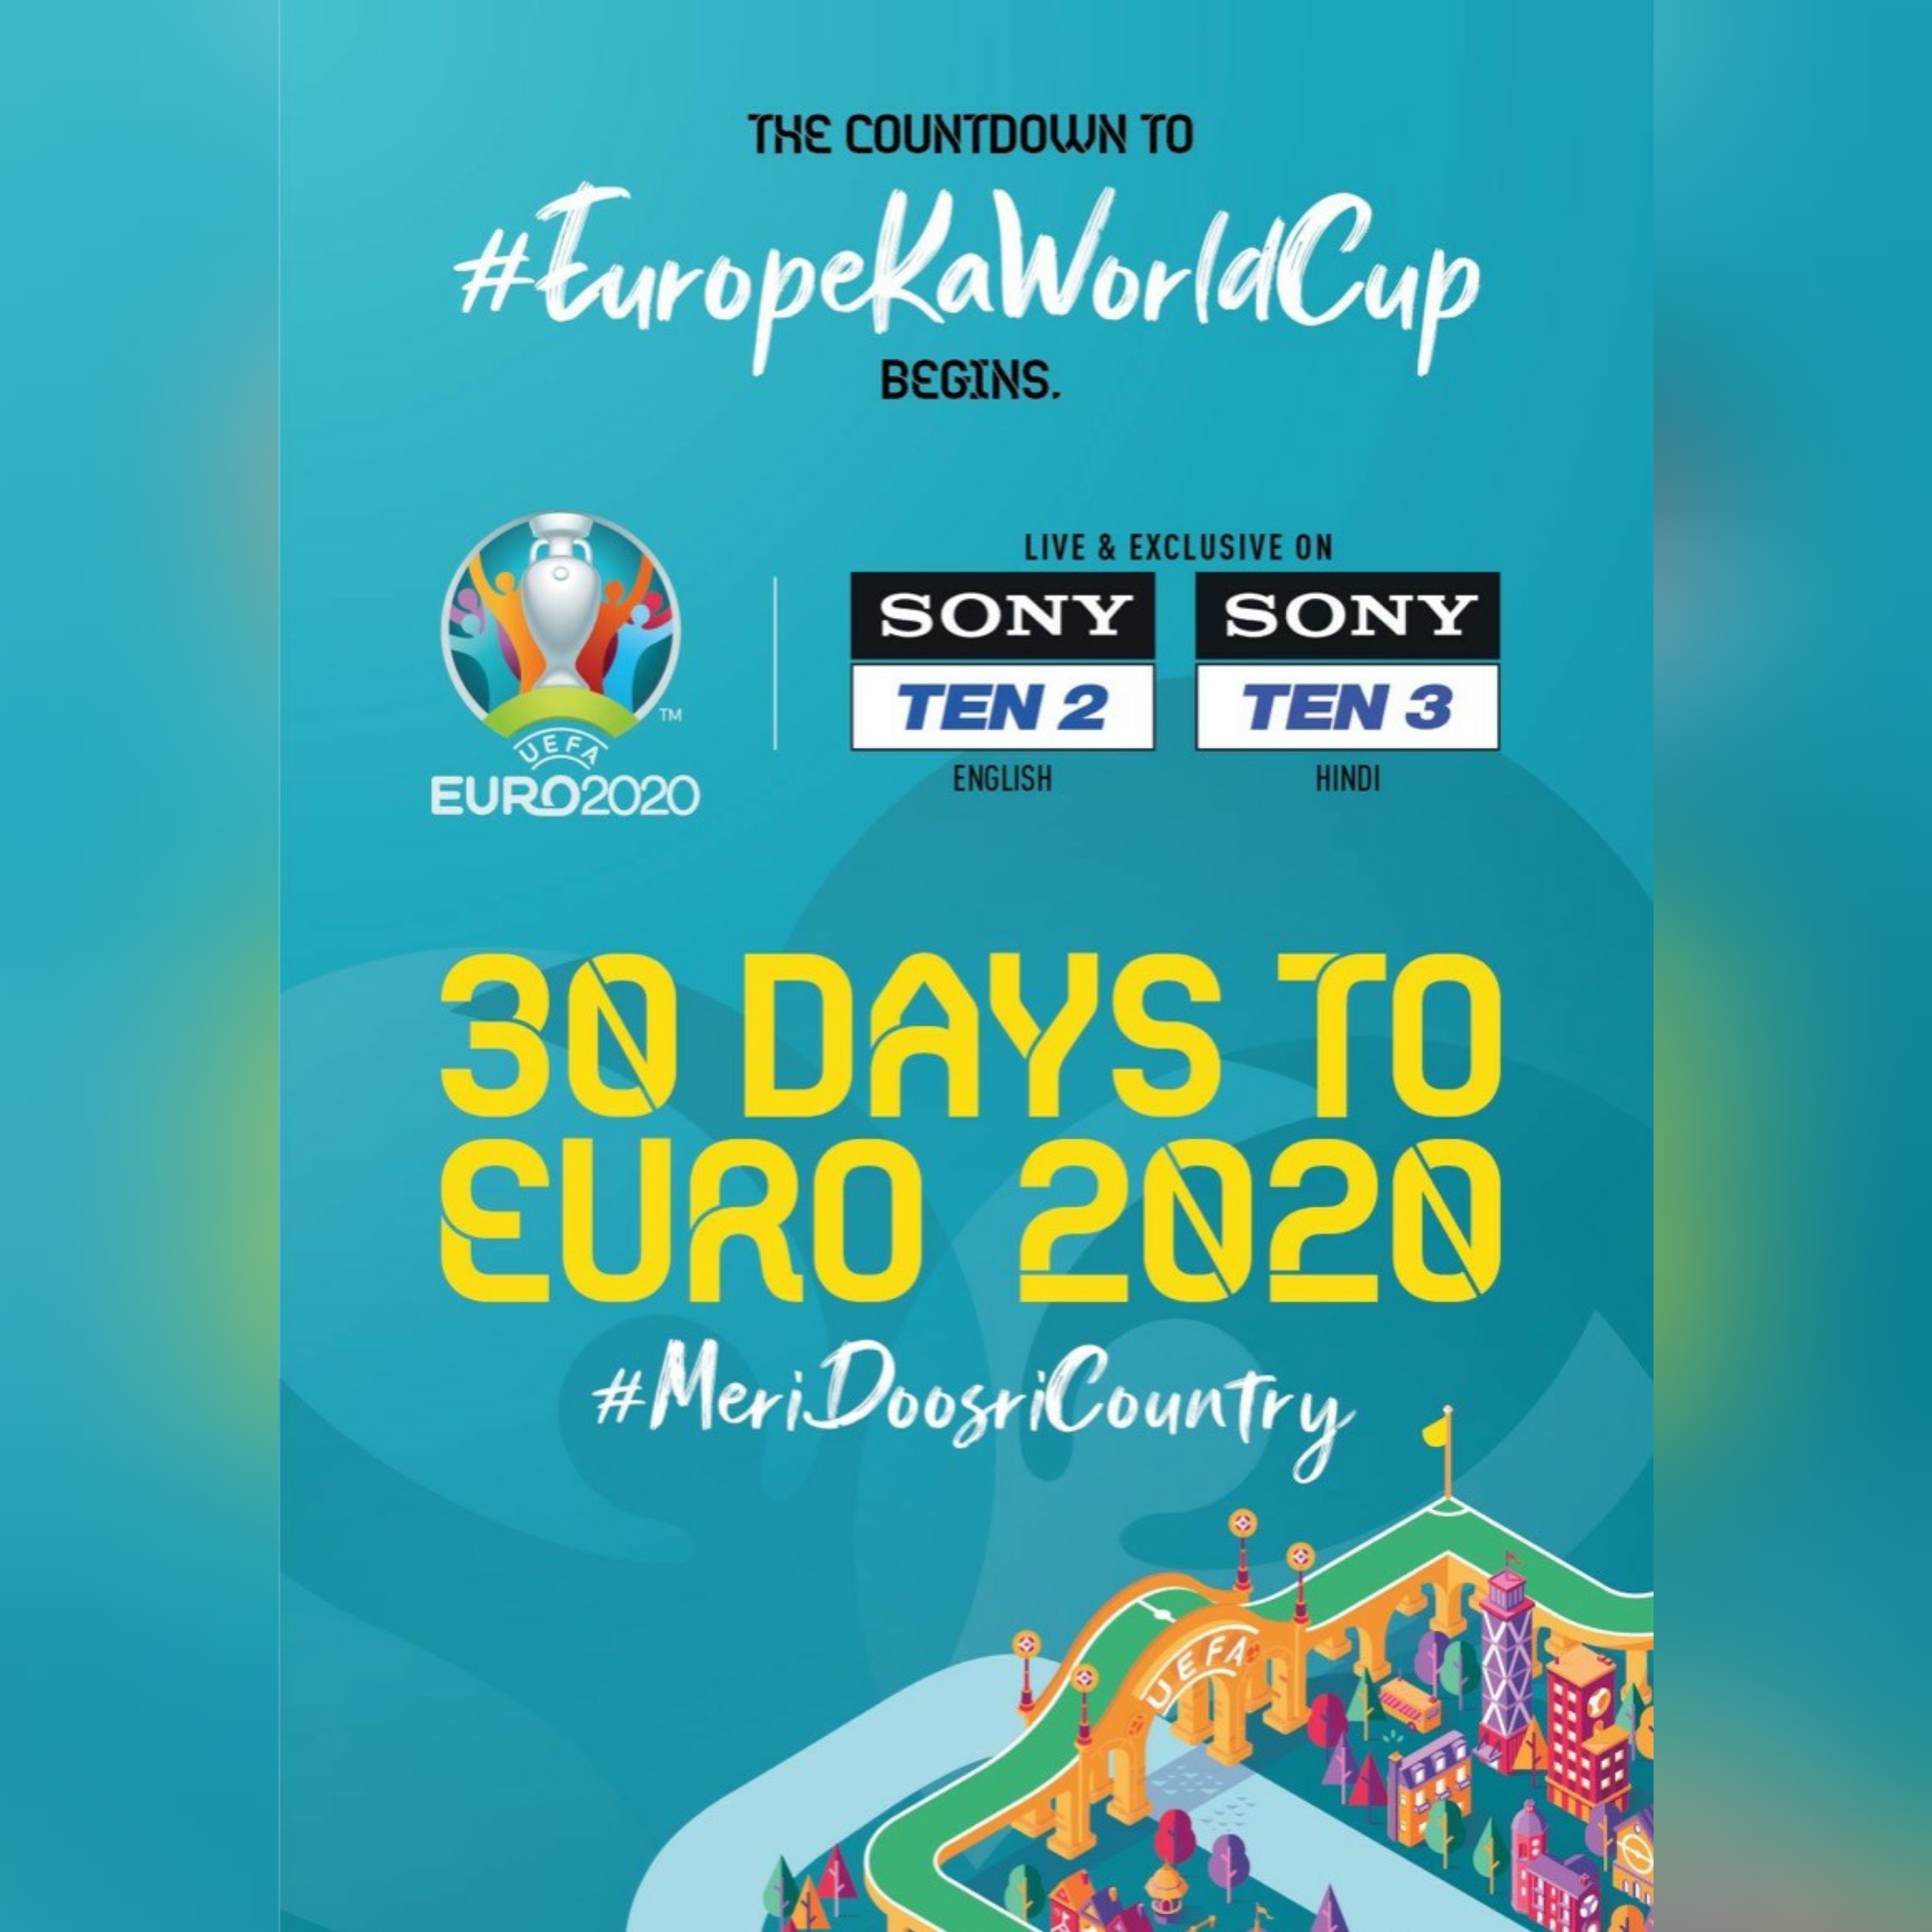 THE COUNTDOWN TO
#EuropeKaWorldCup
BEGINS.
LIVE & EXCLUSIVE ON
SONY SONY
TEN 2 TEN 3
ENGLISH HINDI
TM
UEFA
EURO2020
30 DAYS TO
EURO 2020
#MeriDoosriCountry
UEFA